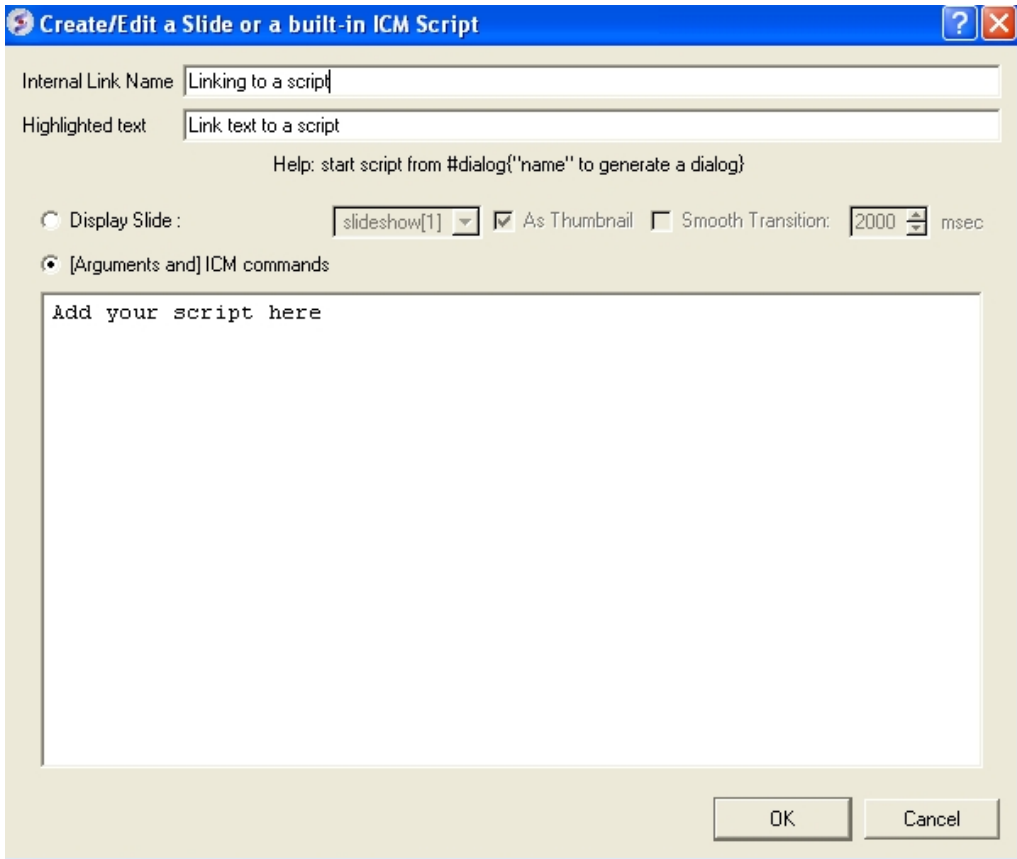 Create/Edit a Slide or a built-in ICM Script
Internal Link Name Linking to a script
Highlighted text Link text to a script
Help: start script from #dialog{"name" to generate a dialog}
Display Slide : slideshow[1] As Thumbnail Smooth Transition: 2000 msec
[Arguments and] ICM commands
Add your script here
OK Cancel